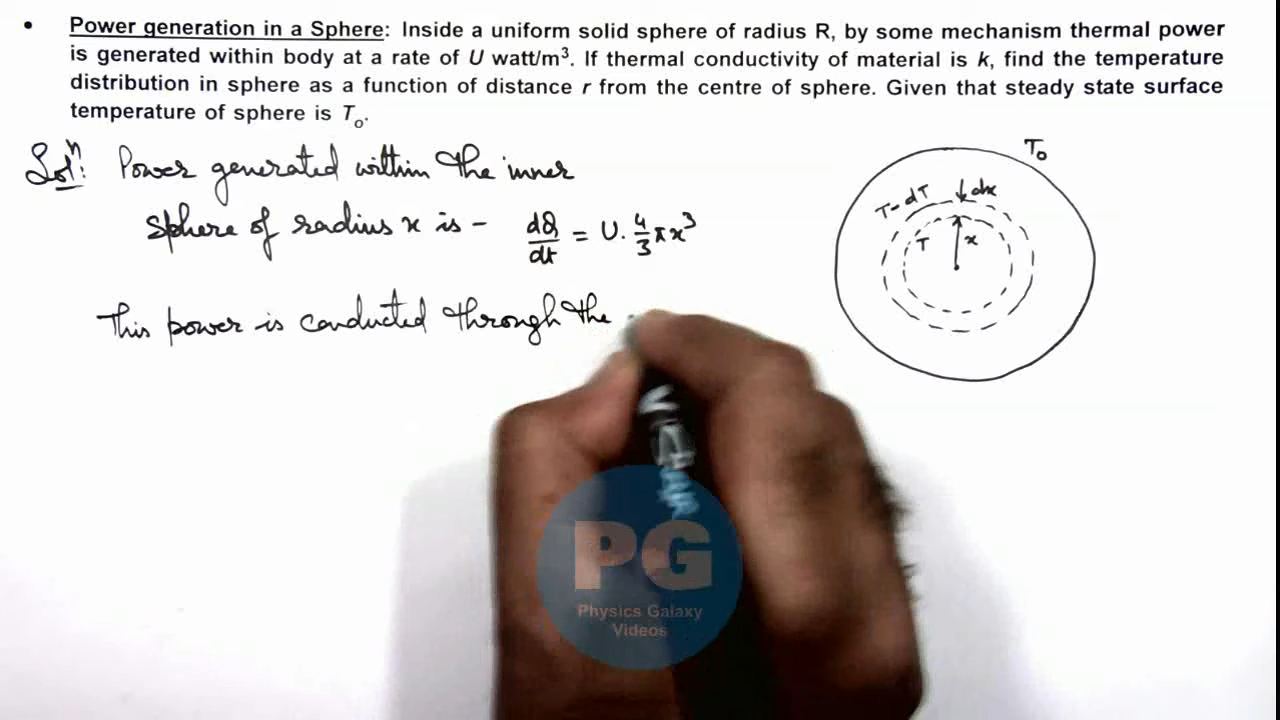 • Power generation in a Sphere: Inside a uniform solid sphere of radius R, by some mechanism thermal power
is generated within body at a rate of U watt/m³. If thermal conductivity of material is k, find the temperature
distribution in sphere as a function of distance r from the centre of sphere. Given that steady state surface
temperature of sphere is T₀.
Solⁿ: Power generated within the inner
sphere of radius x is - dQ/dt = U. 4/3 πx³
This power is conducted through the
T₀
T-dT dx
T x
PG
Physics Galaxy
Videos